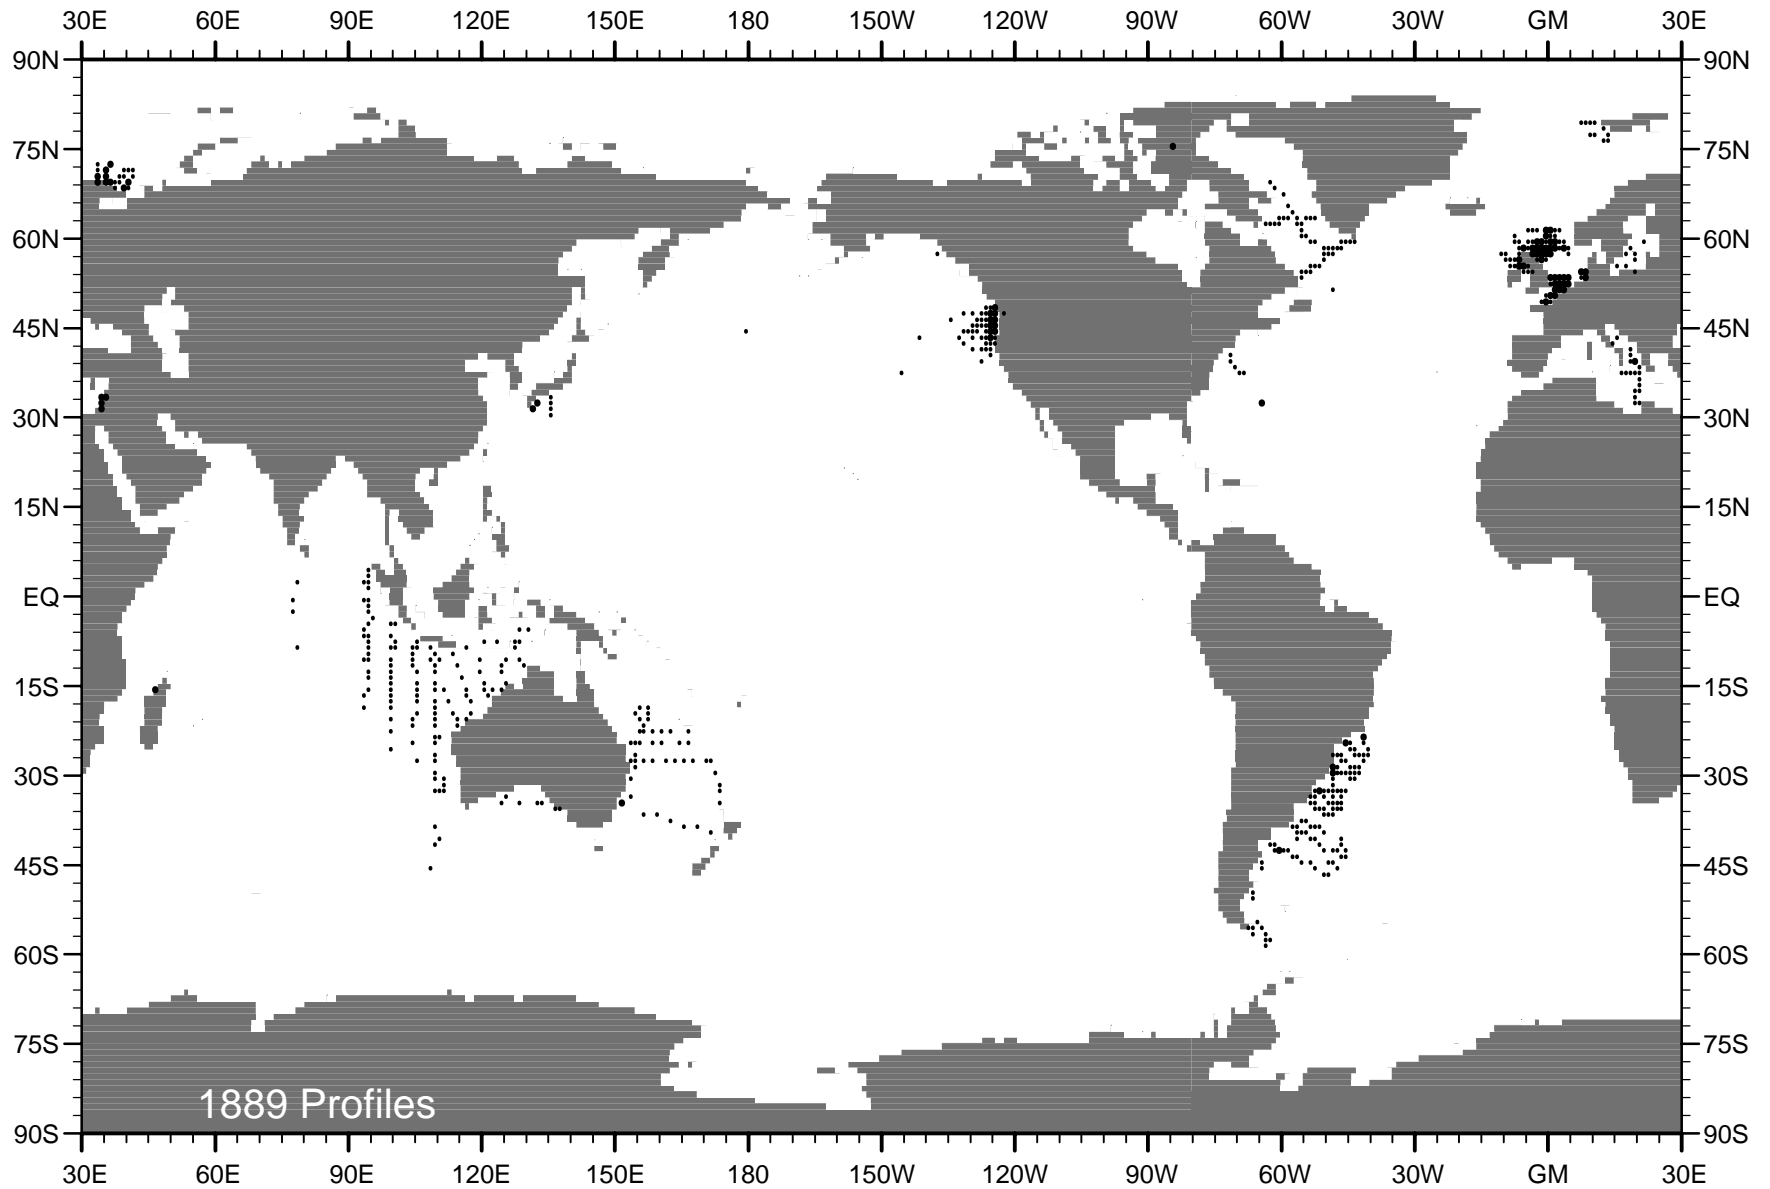 30E 60E 90E 120E 150E 180 150W 120W 90W 60W 30W GM 30E
90N 90N
75N 75N
60N 60N
45N 45N
30N 30N
15N 15N
EQ EQ
15S 15S
30S 30S
45S 45S
60S 60S
75S 75S
1889 Profiles
90S 90S
30E 60E 90E 120E 150E 180 150W 120W 90W 60W 30W GM 30E